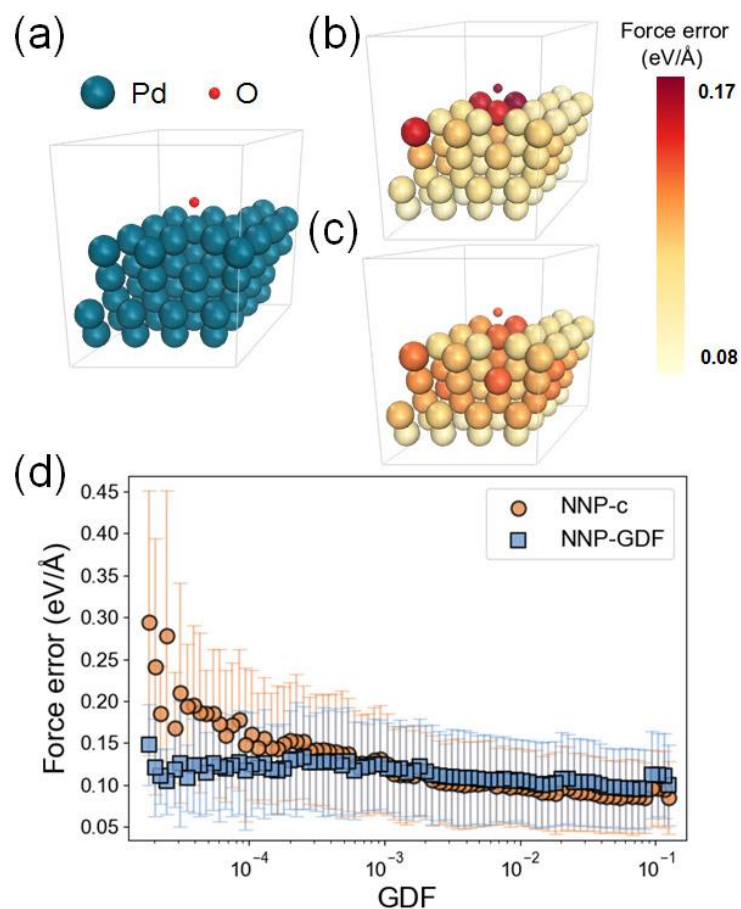 (a)
Pd
O
(b)
Force error
(eV/Å)
0.17
0.08
(c)
(d)
NNP-c
NNP-GDF
Force error (eV/Å)
0.45
0.40
0.35
0.30
0.25
0.20
0.15
0.10
0.05
10⁻⁴
10⁻³
10⁻²
10⁻¹
GDF